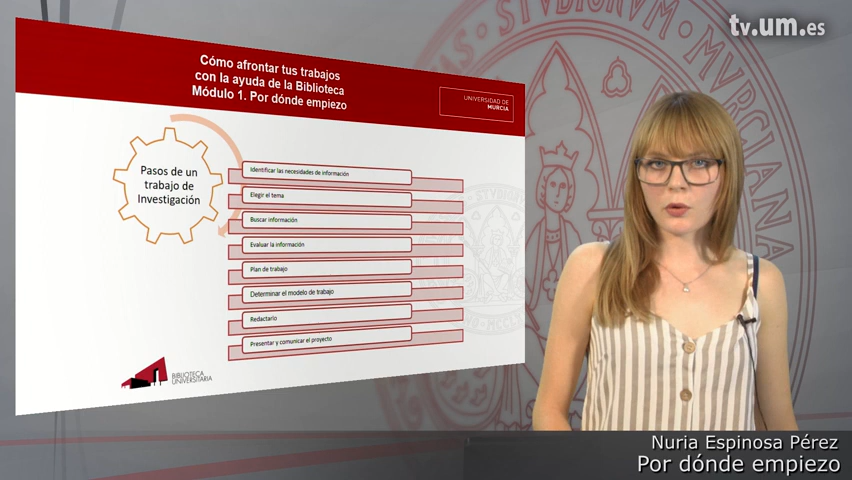 tv.um.es
Cómo afrontar tus trabajos
con la ayuda de la Biblioteca
Módulo 1. Por dónde empiezo
UNIVERSIDAD DE
MURCIA
Pasos de un
trabajo de
Investigación
Identificar las necesidades de información
Elegir el tema
Buscar información
Evaluar la información
Plan de trabajo
Determinar el modelo de trabajo
Redactarlo
Presentar y comunicar el proyecto
BIBLIOTECA
UNIVERSITARIA
Nuria Espinosa Pérez
Por dónde empiezo